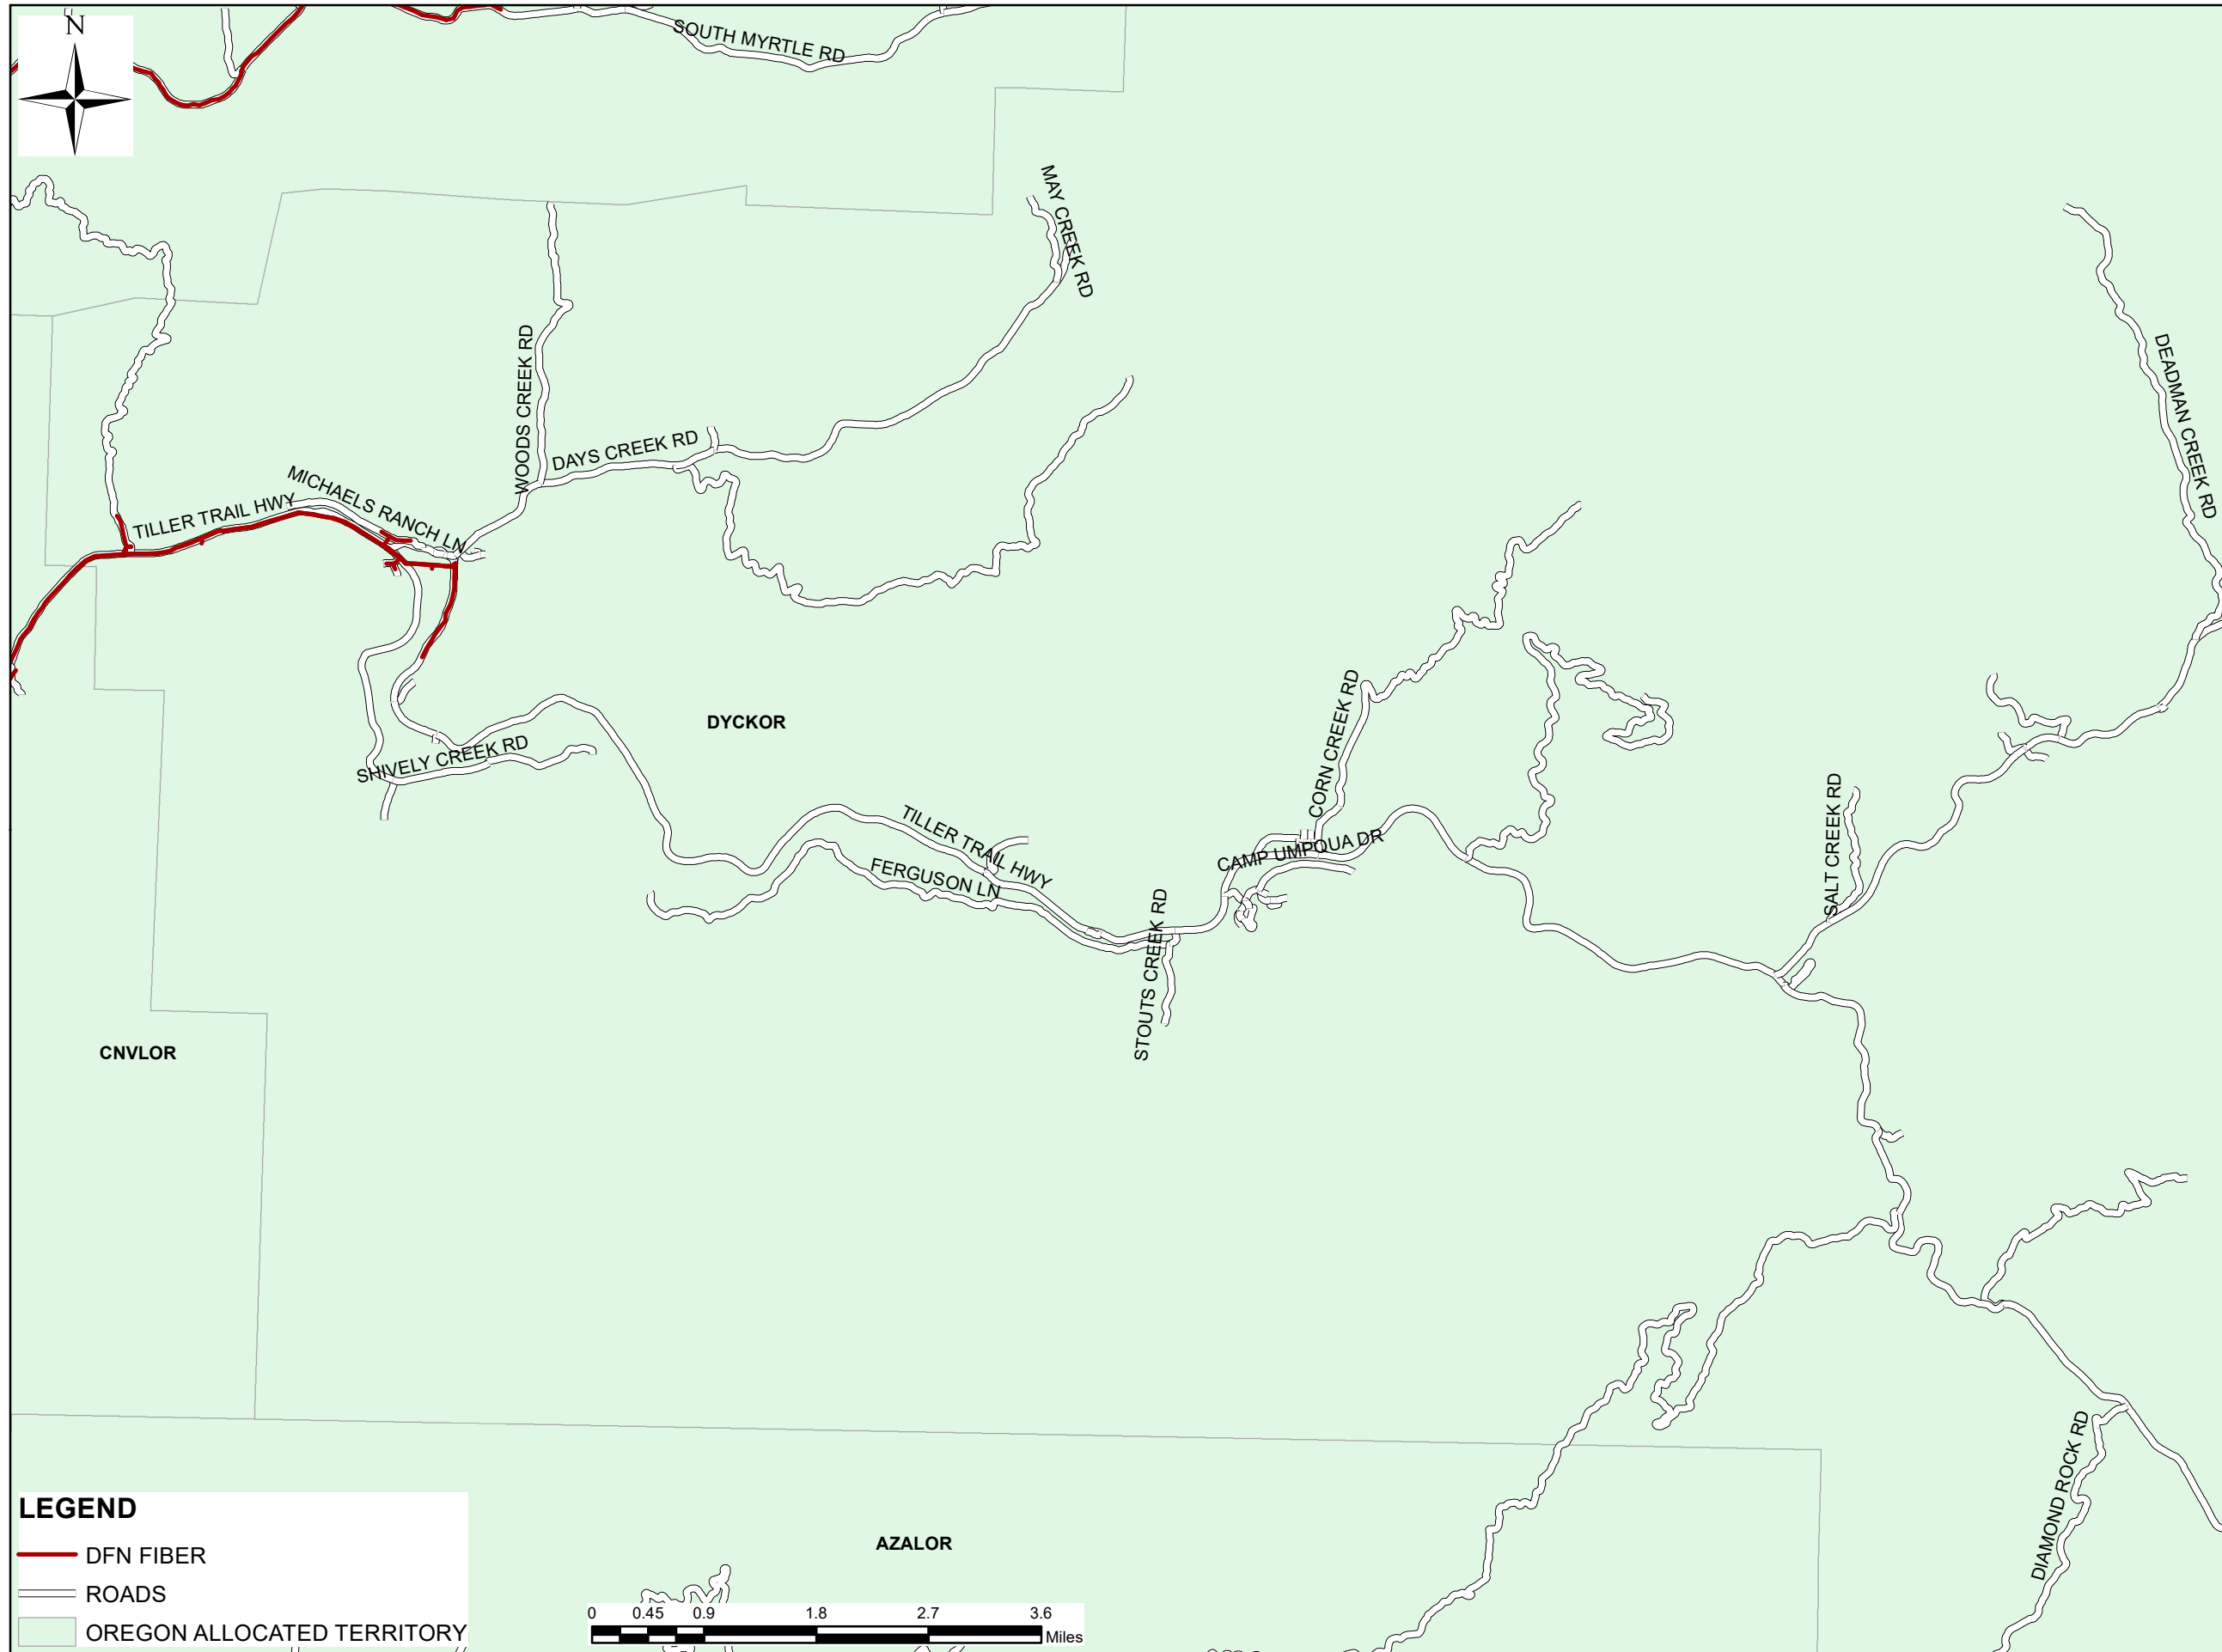 N
SOUTH MYRTLE RD
MAY CREEK RD
WOODS CREEK RD
DEADMAN CREEK RD
DAYS CREEK RD
MICHAELS RANCH LN
TILLER TRAIL HWY
CORN CREEK RD
DYCKOR
SHIVELY CREEK RD
SALT CREEK RD
TILLER TRAIL HWY
CAMP UMPQUA DR
FERGUSON LN
STOUTS CREEK RD
CNVLOR
DIAMOND ROCK RD
AZALOR
LEGEND
DFN FIBER
ROADS
OREGON ALLOCATED TERRITORY
0 0.45 0.9 1.8 2.7 3.6
Miles